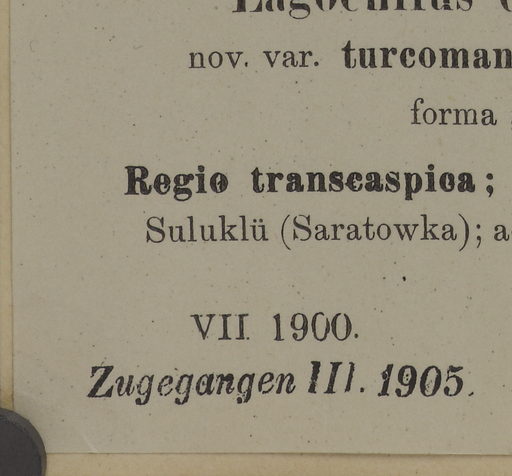 nov. var. turcoman
forma
Regio transcaspica;
Suluklü (Saratowka); a
VII. 1900.
Zugegangen III. 1905.